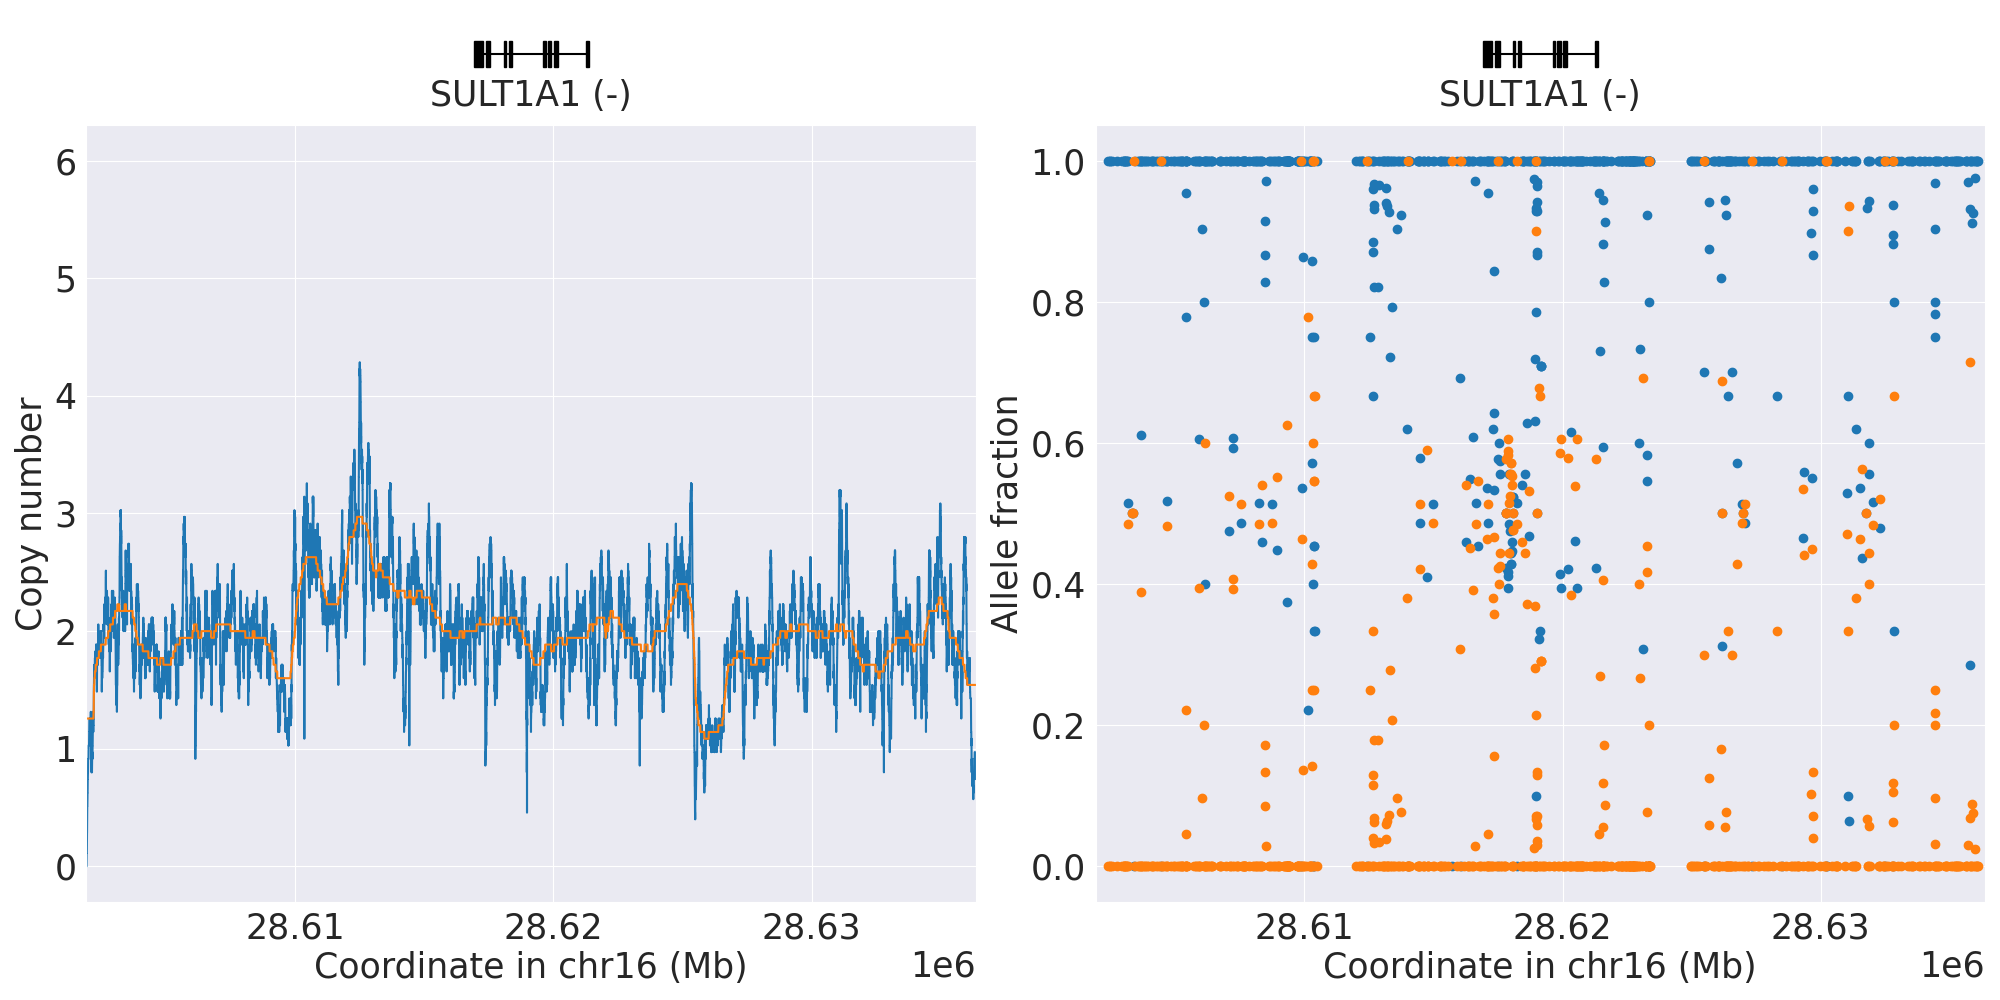 SULT1A1 (-)
Copy number
6
5
4
3
2
1
0
28.61
28.62
28.63
Coordinate in chr16 (Mb)
1e6
SULT1A1 (-)
Allele fraction
1.0
0.8
0.6
0.4
0.2
0.0
28.61
28.62
28.63
Coordinate in chr16 (Mb)
1e6